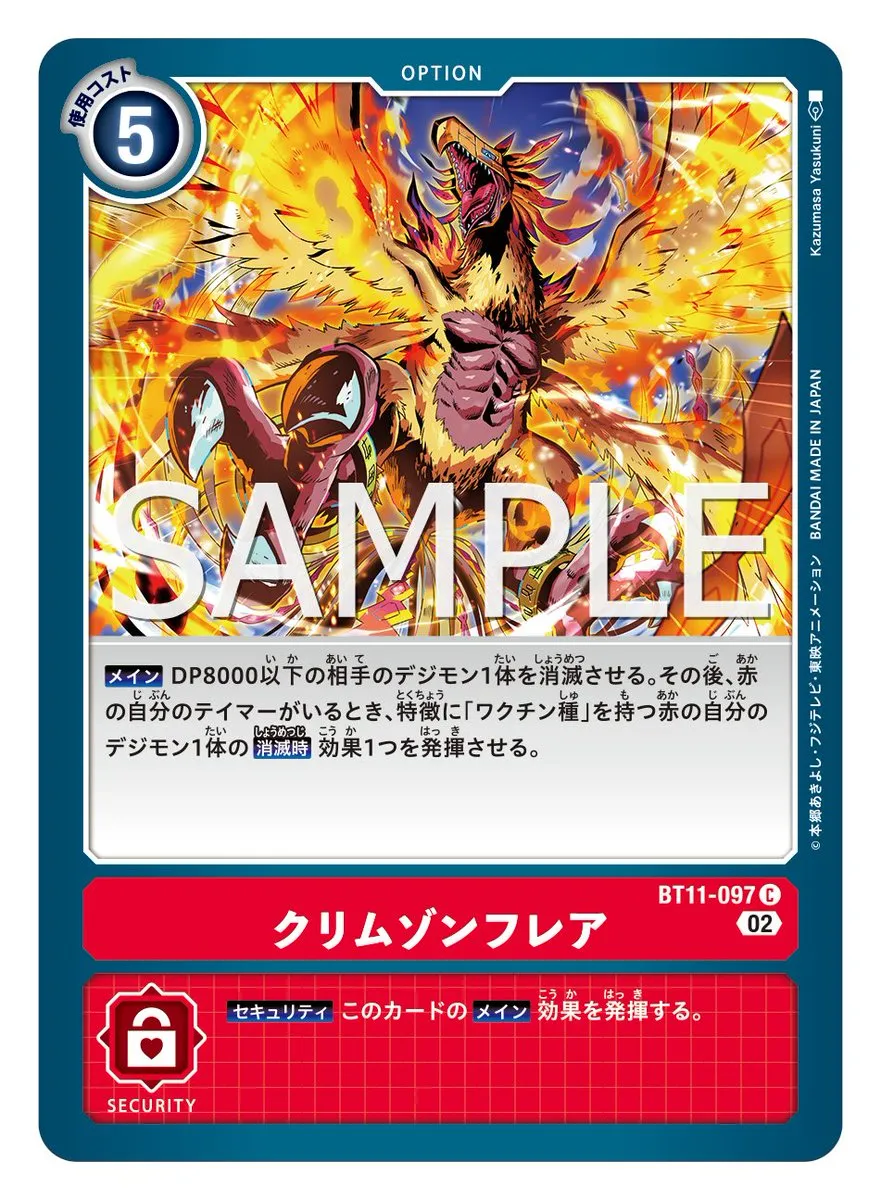 OPTION
使用コスト
5
Kazumasa Yasukuni
SAMPLE
メイン DP8000以下の相手のデジモン1体を消滅させる。その後、赤
の自分のテイマーがいるとき、特徴に「ワクチン種」を持つ赤の自分の
デジモン1体の 消滅時 効果1つを発揮させる。
©本郷あきよし・フジテレビ・東映アニメーション BANDAI MADE IN JAPAN
BT11-097 C
クリムゾンフレア
02
セキュリティ このカードの メイン 効果を発揮する。
SECURITY